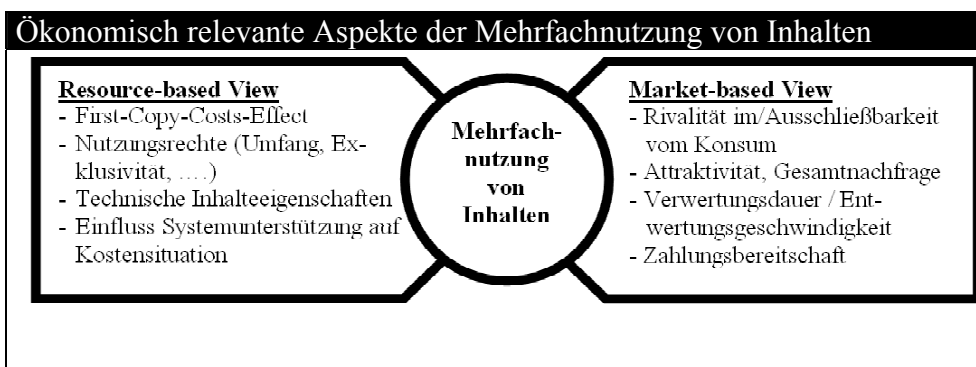 Ökonomisch relevante Aspekte der Mehrfachnutzung von Inhalten
Resource-based View
- First-Copy-Costs-Effect
- Nutzungsrechte (Umfang, Ex-
klusivität, ....)
- Technische Inhalteeigenschaften
- Einfluss Systemunterstützung auf
Kostensituation
Mehrfach-
nutzung
von
Inhalten
Market-based View
- Rivalität im/Ausschließbarkeit
vom Konsum
- Attraktivität, Gesamtnachfrage
- Verwertungsdauer / Ent-
wertungsgeschwindigkeit
- Zahlungsbereitschaft